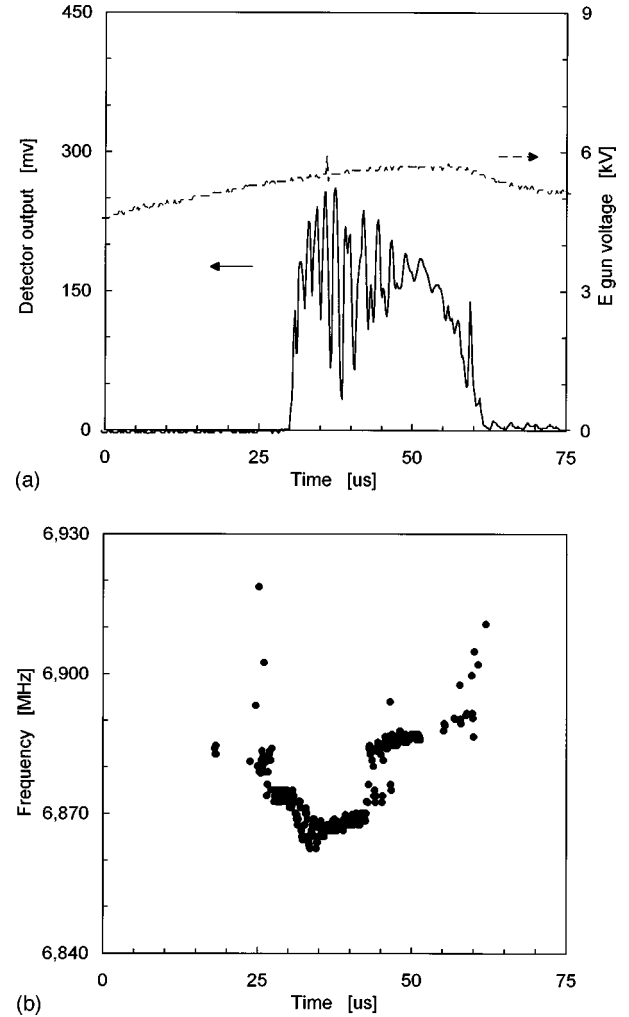 450
9
Detector output [mv]
300
6
E gun voltage [kV]
150
3
0
0
0
25
50
75
(a)
Time [us]
6,930
Frequency [MHz]
6,900
6,870
6,840
0
25
50
75
(b)
Time [us]